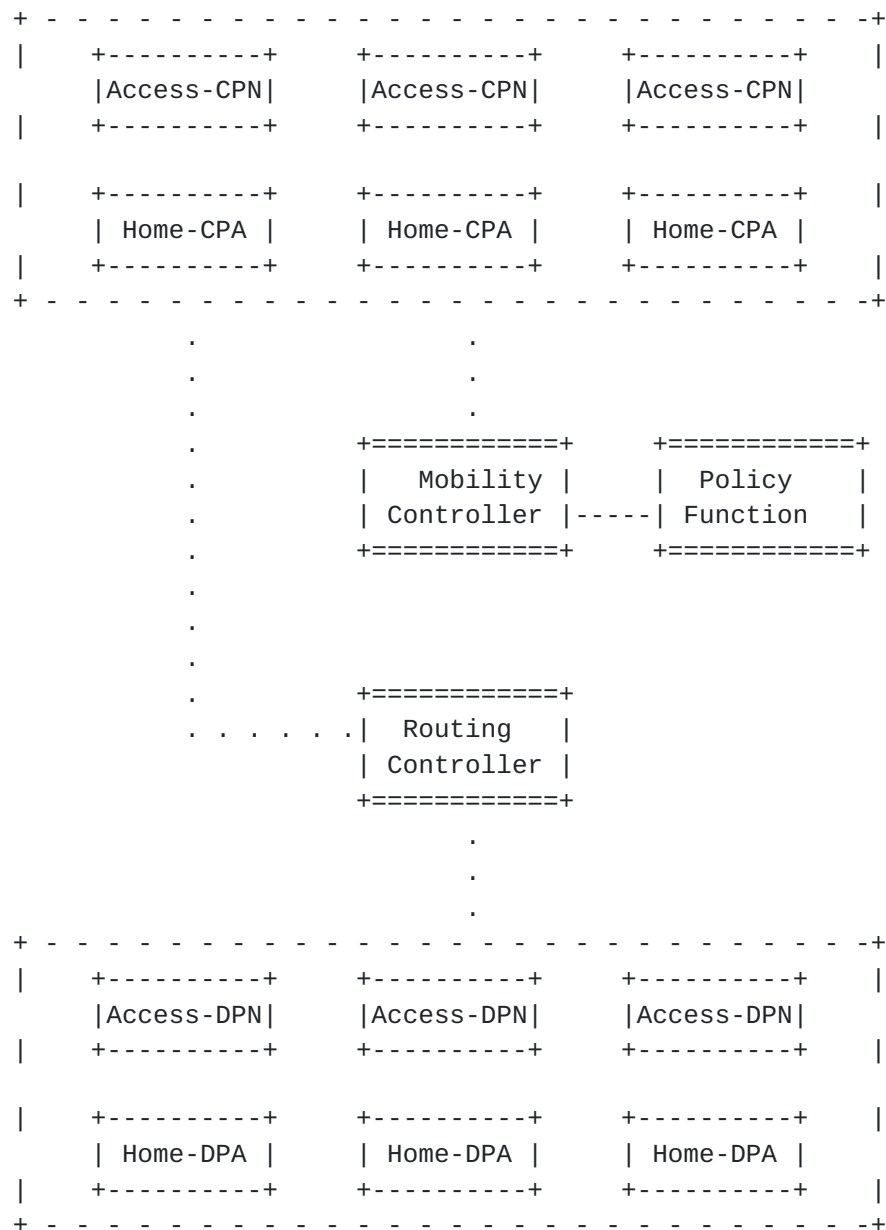 + - - - - - - - - - - - - - - - - - - - - - - - - - - -+
|    +----------+     +----------+     +----------+    |
     |Access-CPN|     |Access-CPN|     |Access-CPN|
|    +----------+     +----------+     +----------+    |

|    +----------+     +----------+     +----------+    |
     | Home-CPA |     | Home-CPA |     | Home-CPA |
|    +----------+     +----------+     +----------+    |
+ - - - - - - - - - - - - - - - - - - - - - - - - - - -+
           .                 .
           .                 .
           .                 .
           .          +============+     +============+
           .          |   Mobility |     |  Policy    |
           .          | Controller |-----| Function   |
           .          +============+     +============+
           .
           .
           .
           .          +============+
           . . . . . .|  Routing   |
                      | Controller |
                      +============+
                             .
                             .
                             .
+ - - - - - - - - - - - - - - - - - - - - - - - - - - -+
|    +----------+     +----------+     +----------+    |
     |Access-DPN|     |Access-DPN|     |Access-DPN|
|    +----------+     +----------+     +----------+    |

|    +----------+     +----------+     +----------+    |
     | Home-DPA |     | Home-DPA |     | Home-DPA |
|    +----------+     +----------+     +----------+    |
+ - - - - - - - - - - - - - - - - - - - - - - - - - - -+